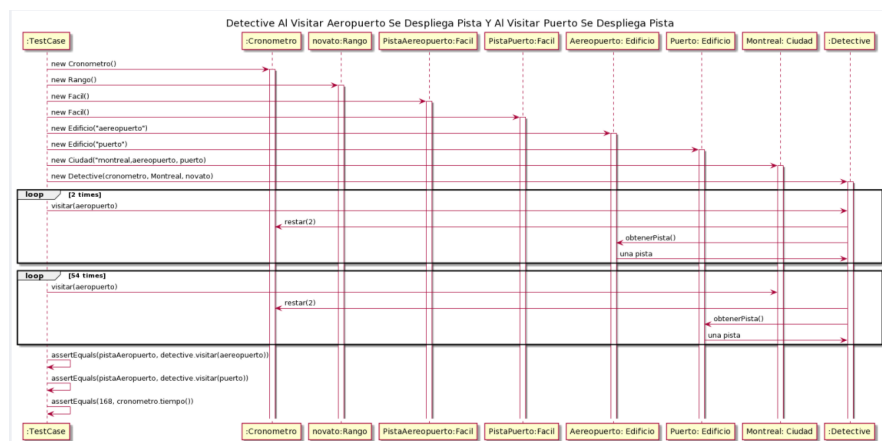 Detective Al Visitar Aeropuerto Se Despliega Pista Y Al Visitar Puerto Se Despliega Pista
:TestCase :Cronometro novato:Rango PistaAereopuerto:Facil PistaPuerto:Facil Aereopuerto: Edificio Puerto: Edificio Montreal: Ciudad :Detective
new Cronometro()
new Rango()
new Facil()
new Facil()
new Edificio("aereopuerto")
new Edificio("puerto")
new Ciudad("montreal,aereopuerto, puerto)
new Detective(cronometro, Montreal, novato)
loop [2 times]
visitar(aeropuerto)
restar(2)
obtenerPista()
una pista
loop [54 times]
visitar(aeropuerto)
restar(2)
obtenerPista()
una pista
assertEquals(pistaAeropuerto, detective.visitar(aereopuerto))
assertEquals(pistaAeropuerto, detective.visitar(puerto))
assertEquals(168, cronometro.tiempo())
:TestCase :Cronometro novato:Rango PistaAereopuerto:Facil PistaPuerto:Facil Aereopuerto: Edificio Puerto: Edificio Montreal: Ciudad :Detective